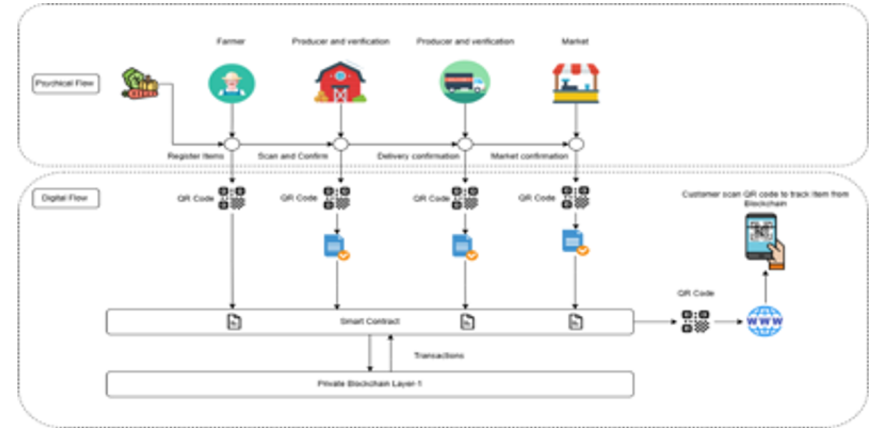 Farmer
Producer and verification
Producer and verification
Market
Psychical Flow
Register Items
Scan and Confirm
Delivery confirmation
Market confirmation
Digital Flow
QR Code
QR Code
QR Code
QR Code
Customer scan QR code to track item from
Blockchain
QR Code
WWW
Smart Contract
Transactions
Private Blockchain Layer-1